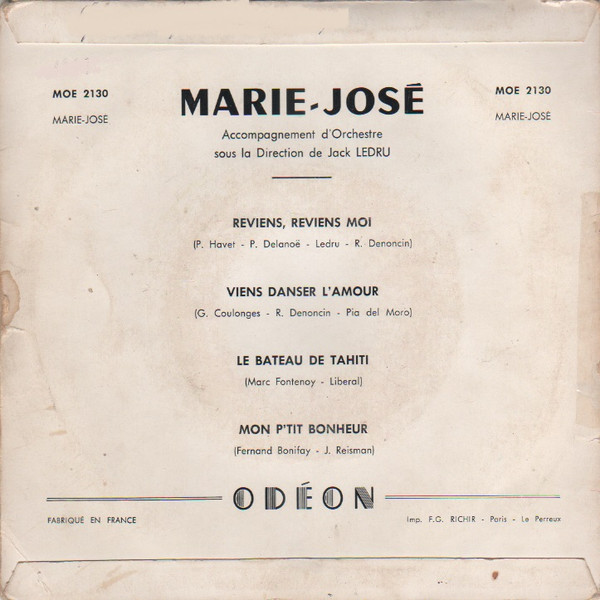 MOE 2130
MARIE-JOSÉ
MARIE-JOSÉ
Accompagnement d'Orchestre
sous la Direction de Jack LEDRU
MOE 2130
MARIE-JOSÉ
REVIENS, REVIENS MOI
(P. Havet - P. Delanoë - Ledru - R. Denoncin)
VIENS DANSER L'AMOUR
(G. Coulonges - R. Denoncin - Pia del Moro)
LE BATEAU DE TAHITI
(Marc Fontenoy - Liberal)
MON P'TIT BONHEUR
(Fernand Bonifay - J. Reisman)
ODÉON
FABRIQUÉ EN FRANCE
Imp. F.G. RICHIR - Paris - Le Perreux